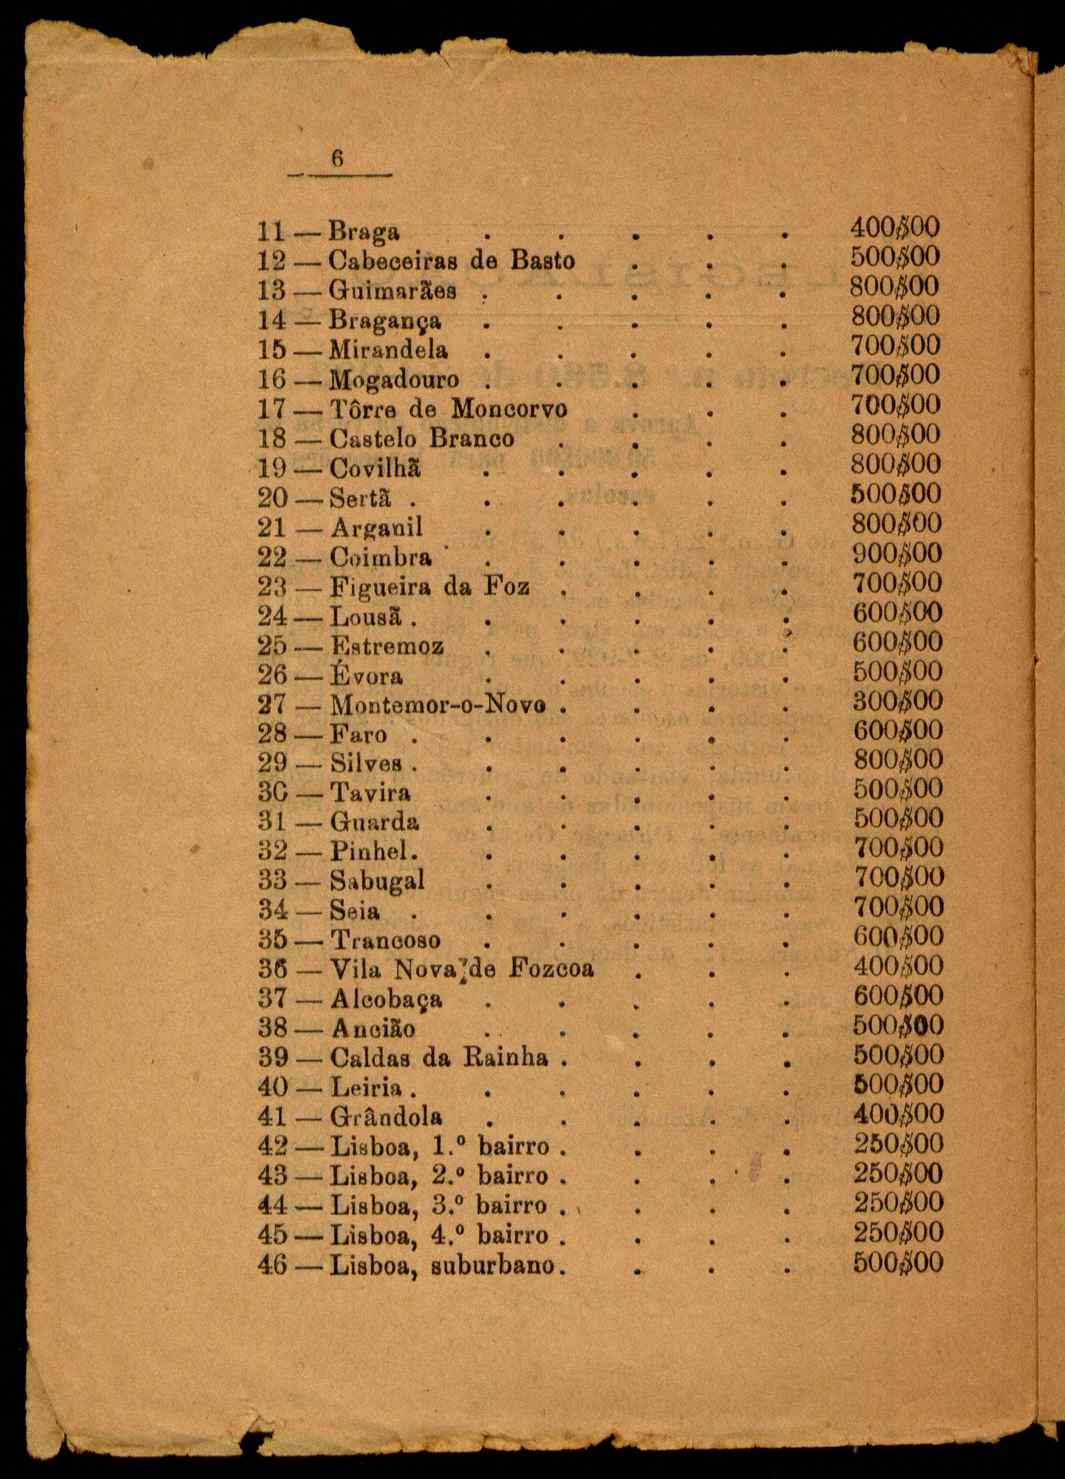 6
11 — Braga . . . . . 400$00
12 — Cabeceiras de Basto . . . 500$00
13 — Guimarães . . . . . 800$00
14 — Bragança . . . . . 800$00
15 — Mirandela . . . . . 700$00
16 — Mogadouro . . . . . 700$00
17 — Tôrre de Moncorvo . . . 700$00
18 — Castelo Branco . . . . 800$00
19 — Covilhã . . . . . 800$00
20 — Sertã . . . . . . 500$00
21 — Arganil . . . . . 800$00
22 — Coimbra . . . . . 900$00
23 — Figueira da Foz . . . . 700$00
24 — Lousã . . . . . . 600$00
25 — Estremoz . . . . . 600$00
26 — Évora . . . . . 500$00
27 — Montemor-o-Novo . . . . 300$00
28 — Faro . . . . . . 600$00
29 — Silves . . . . . . 800$00
30 — Tavira . . . . . 500$00
31 — Guarda . . . . . 500$00
32 — Pinhel . . . . . . 700$00
33 — Sabugal . . . . . 700$00
34 — Seia . . . . . . 700$00
35 — Trancoso . . . . . 600$00
36 — Vila Nova de Fozcoa . . . 400$00
37 — Alcobaça . . . . . 600$00
38 — Ancião . . . . . 500$00
39 — Caldas da Rainha . . . . 500$00
40 — Leiria . . . . . . 500$00
41 — Grândola . . . . . 400$00
42 — Lisboa, 1.º bairro . . . . 250$00
43 — Lisboa, 2.º bairro . . . . 250$00
44 — Lisboa, 3.º bairro . . . . 250$00
45 — Lisboa, 4.º bairro . . . . 250$00
46 — Lisboa, suburbano . . . . 500$00